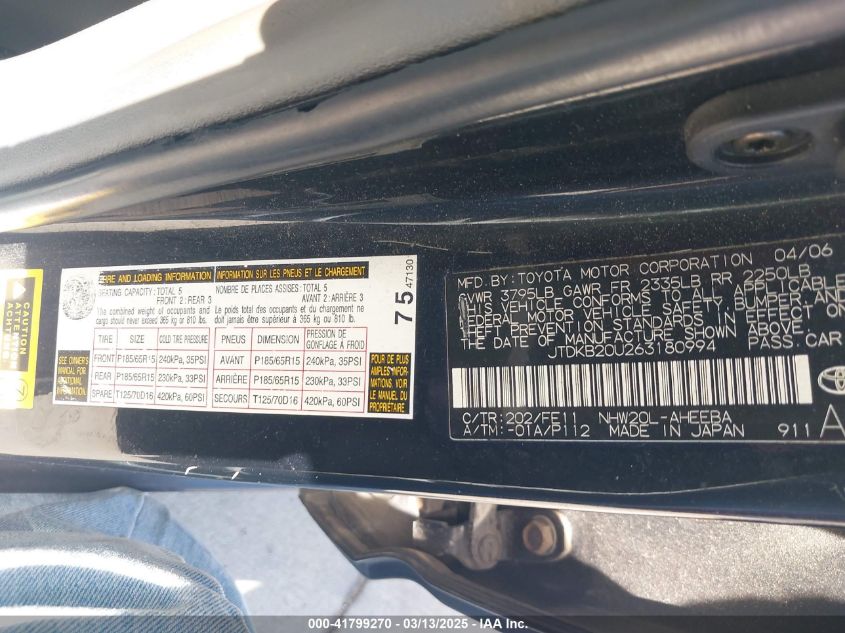 ACHTUNG
ATTENTION
TIRE AND LOADING INFORMATION
SEATING CAPACITY: TOTAL 5
FRONT 2: REAR 3
The combined weight of occupants and
cargo should never exceed 365 kg or 810 lbs.
SEE OWNER'S
MANUAL FOR
ADDITIONAL
INFORMATION.
TIRE SIZE COLD TIRE PRESSURE
FRONT P185/65R15 240kPa, 35PSI
REAR P185/65R15 230kPa, 33PSI
SPARE T125/70D16 420kPa, 60PSI
INFORMATION SUR LES PNEUS ET LE CHARGEMENT
NOMBRE DE PLACES ASSISES: TOTAL 5
AVANT 2: ARRIÈRE 3
Le poids total des occupants et du chargement ne
doit jamaie être supérieur à 365 kg ou 810 lb.
PNEUS DIMENSION PRESSION DE
GONFLAGE À FROID
AVANT P185/65R15 240kPa, 35PSI
ARRIÈRE P185/65R15 230kPa, 33PSI
SECOURS T125/70D16 420kPa, 60PSI
POUR PLUS DE
INFORMATIONS,
VOIR LE MANUEL
DU
PROPRIÉTAIRE
75 47130
MFD. BY: TOYOTA MOTOR CORPORATION 04/06
GVWR 3795LB GAWR FR 2335LB RR 2250LB
THIS VEHICLE CONFORMS TO ALL APPLICABLE
FEDERAL MOTOR VEHICLE SAFETY, BUMPER, AND
THEFT PREVENTION STANDARDS IN EFFECT ON
THE DATE OF MANUFACTURE SHOWN ABOVE.
JTDKB20U263180994 PASS. CAR
C/TR: 202/FE11 NHW20L-AHEEBA
A/TM: -01A/P112 MADE IN JAPAN 911 A
000-41799270 - 03/13/2025 - IAA Inc.